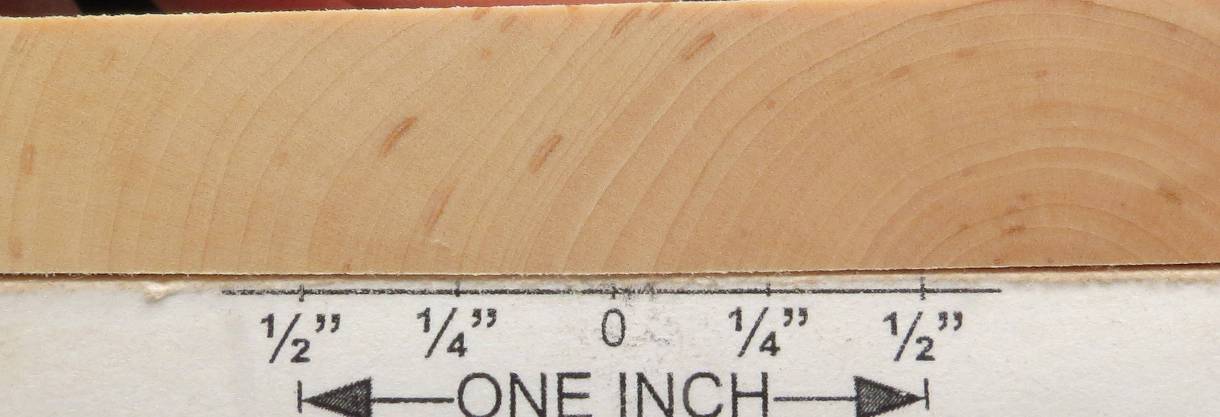 ½” ¼” 0 ¼” ½”
ONE INCH